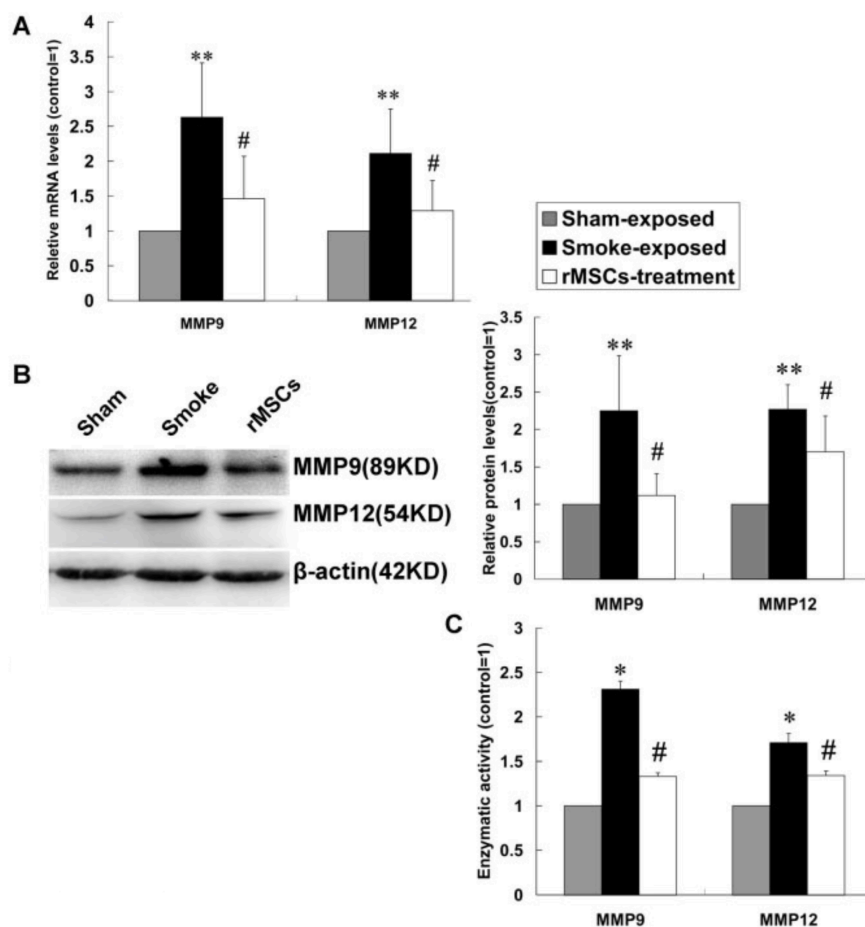 A
Reletive mRNA levels (control=1)
4
3.5
3
2.5
2
1.5
1
0.5
0
**
#
**
#
MMP9
MMP12
Sham-exposed
Smoke-exposed
rMSCs-treatment
B
Sham
Smoke
rMSCs
MMP9(89KD)
MMP12(54KD)
β-actin(42KD)
Relative protein levels(control=1)
3.5
3
2.5
2
1.5
1
0.5
0
**
#
**
#
MMP9
MMP12
C
Enzymatic activity (control=1)
3
2.5
2
1.5
1
0.5
0
*
#
*
#
MMP9
MMP12